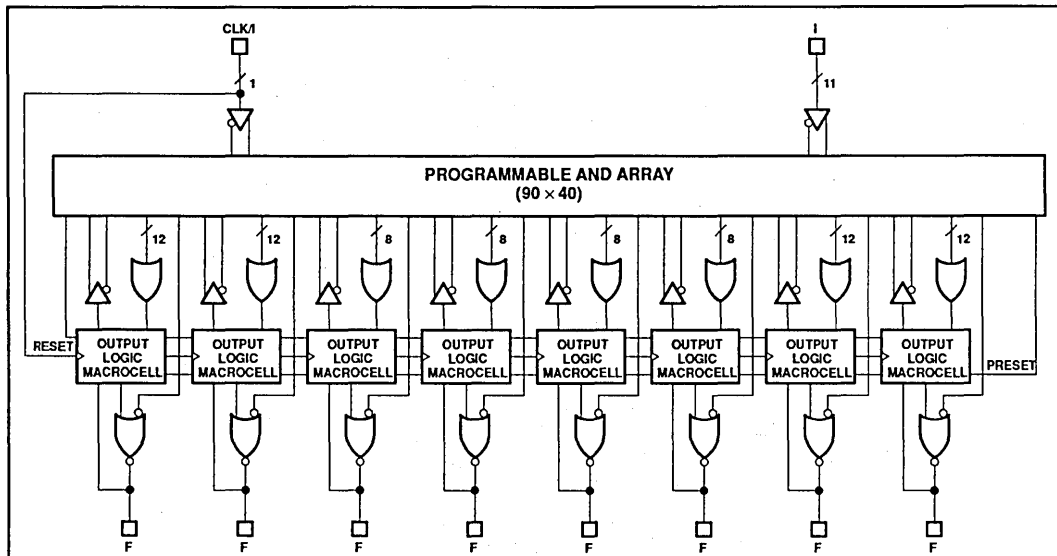 CLK/I I
1 11
PROGRAMMABLE AND ARRAY
(90 × 40)
12 12 8 8 8 8 12 12
RESET OUTPUT LOGIC MACROCELL OUTPUT LOGIC MACROCELL OUTPUT LOGIC MACROCELL OUTPUT LOGIC MACROCELL OUTPUT LOGIC MACROCELL OUTPUT LOGIC MACROCELL OUTPUT LOGIC MACROCELL OUTPUT LOGIC MACROCELL PRESET
F F F F F F F F